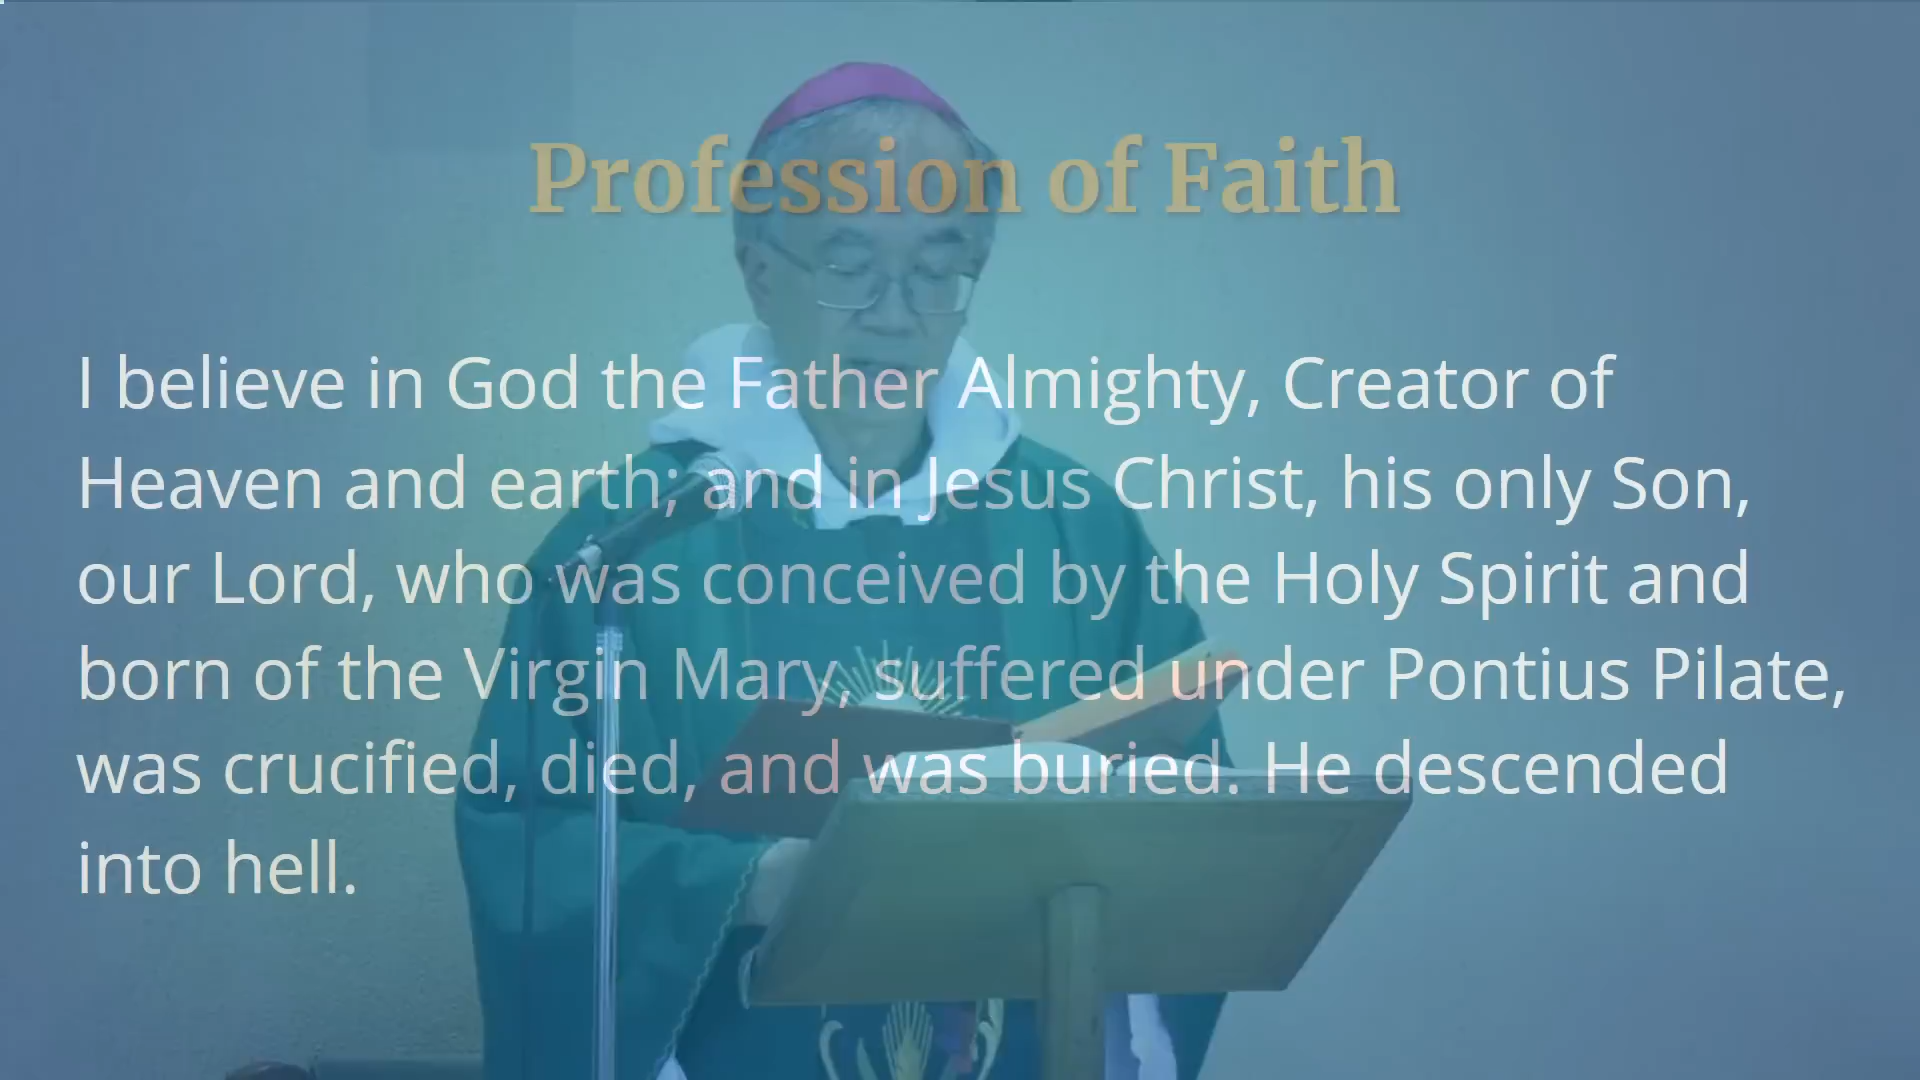 Profession of Faith
I believe in God the Father Almighty, Creator of
Heaven and earth; and in Jesus Christ, his only Son,
our Lord, who was conceived by the Holy Spirit and
born of the Virgin Mary, suffered under Pontius Pilate,
was crucified, died, and was buried. He descended
into hell.